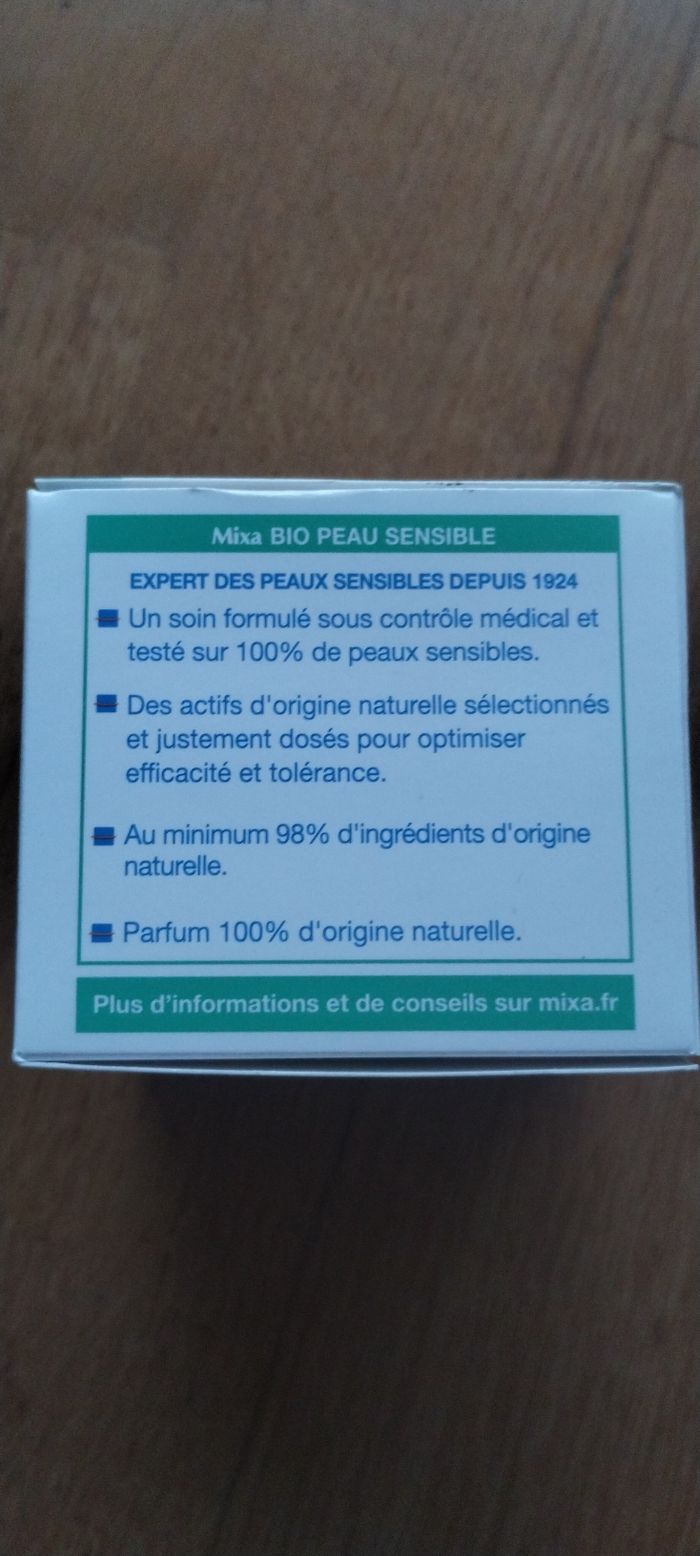 Mixa BIO PEAU SENSIBLE
EXPERT DES PEAUX SENSIBLES DEPUIS 1924
Un soin formulé sous contrôle médical et
testé sur 100% de peaux sensibles.
Des actifs d'origine naturelle sélectionnés
et justement dosés pour optimiser
efficacité et tolérance.
Au minimum 98% d'ingrédients d'origine
naturelle.
Parfum 100% d'origine naturelle.
Plus d'informations et de conseils sur mixa.fr